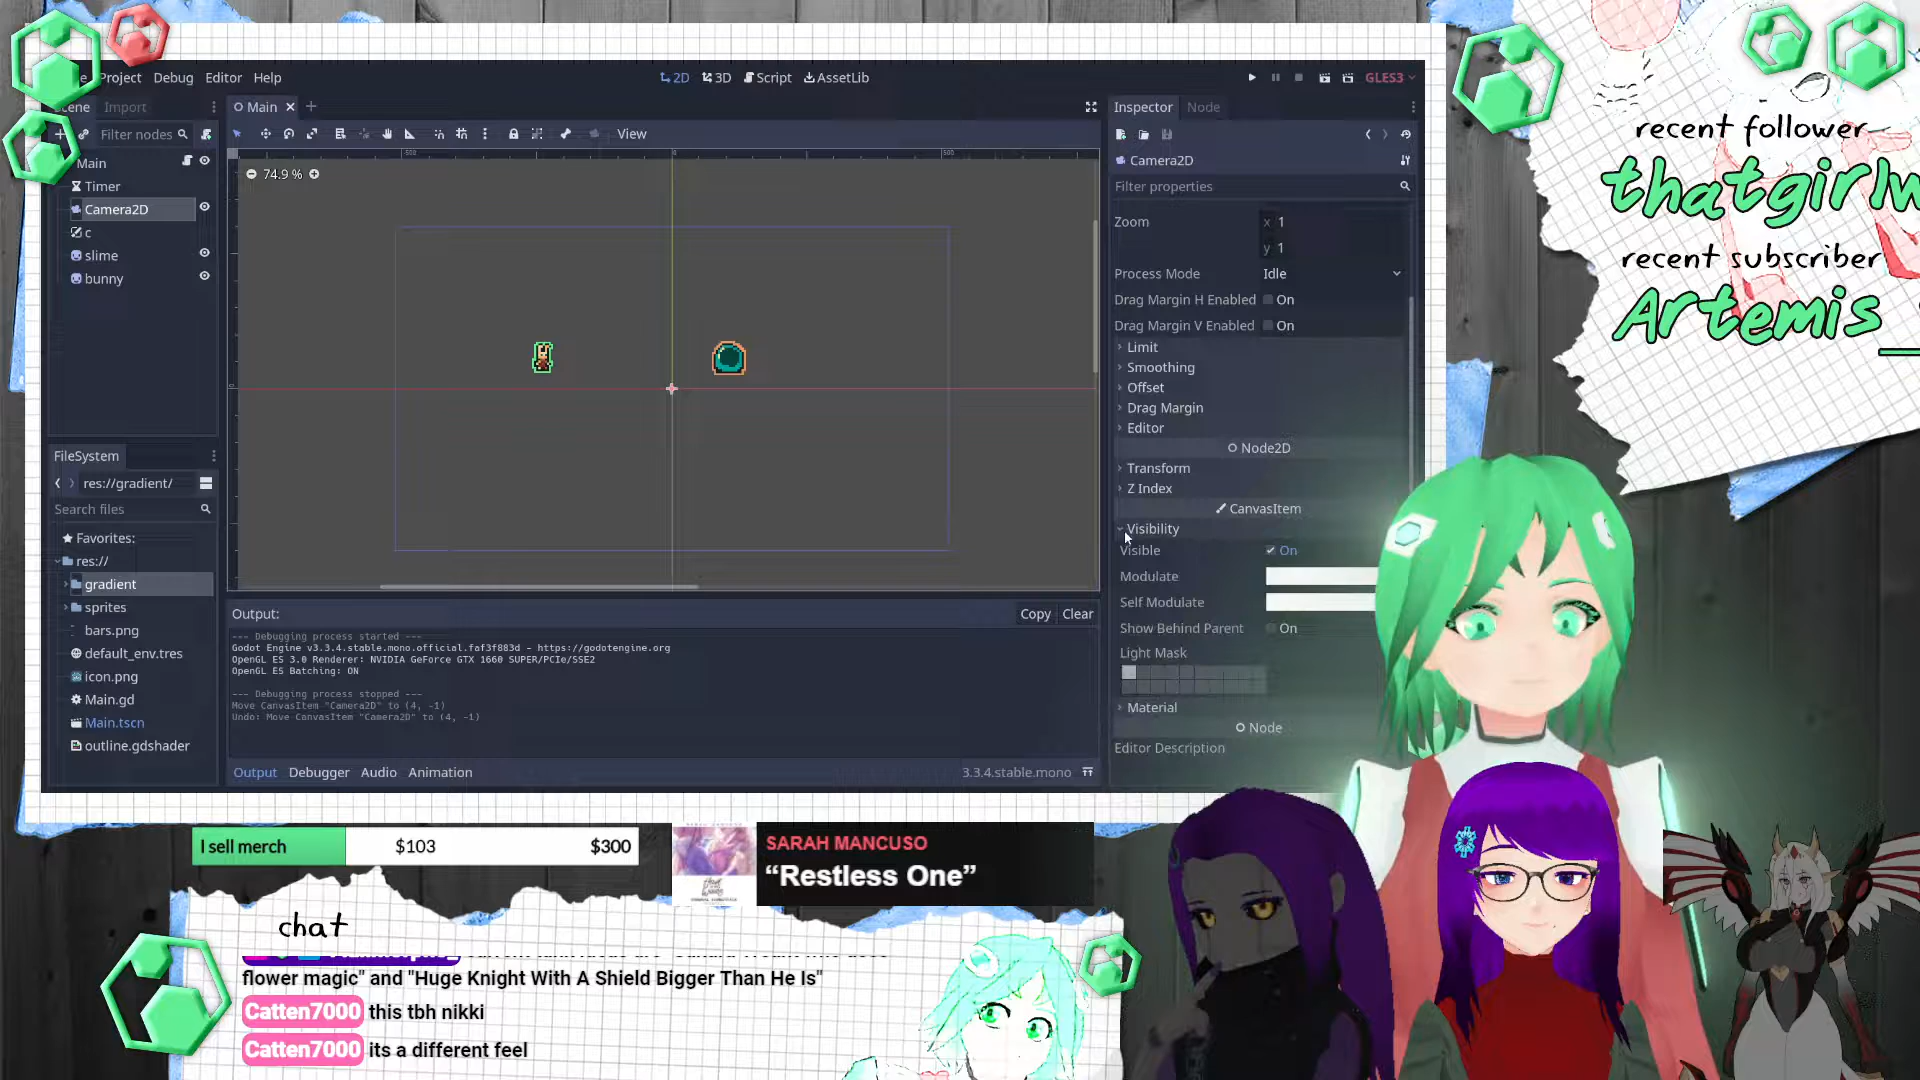 Project Debug Editor Help
2D 3D Script AssetLib
GLES3
Scene Import
Main
Inspector Node
Filter nodes
View
Main
Timer
Camera2D
c
slime
bunny
74.9 %
-500
0
500
Camera2D
Filter properties
Zoom x 1
y 1
Process Mode Idle
Drag Margin H Enabled On
Drag Margin V Enabled On
Limit
Smoothing
Offset
Drag Margin
Editor
Node2D
Transform
Z Index
CanvasItem
Visibility
Visible On
Modulate
Self Modulate
Show Behind Parent On
Light Mask
Material
Node
Editor Description
FileSystem
res://gradient/
Search files
Favorites:
res://
gradient
sprites
bars.png
default_env.tres
icon.png
Main.gd
Main.tscn
outline.gdshader
Output: Copy Clear
--- Debugging process started ---
Godot Engine v3.3.4.stable.mono.official.faf3f883d - https://godotengine.org
OpenGL ES 3.0 Renderer: NVIDIA GeForce GTX 1660 SUPER/PCIe/SSE2
OpenGL ES Batching: ON
--- Debugging process stopped ---
Move CanvasItem "Camera2D" to (4, -1)
Undo: Move CanvasItem "Camera2D" to (4, -1)
Output Debugger Audio Animation 3.3.4.stable.mono
recent follower
thatgirlw
recent subscriber
Artemis_
I sell merch $103 $300
SARAH MANCUSO
“Restless One”
chat
flower magic" and "Huge Knight With A Shield Bigger Than He Is"
Catten7000 this tbh nikki
Catten7000 its a different feel